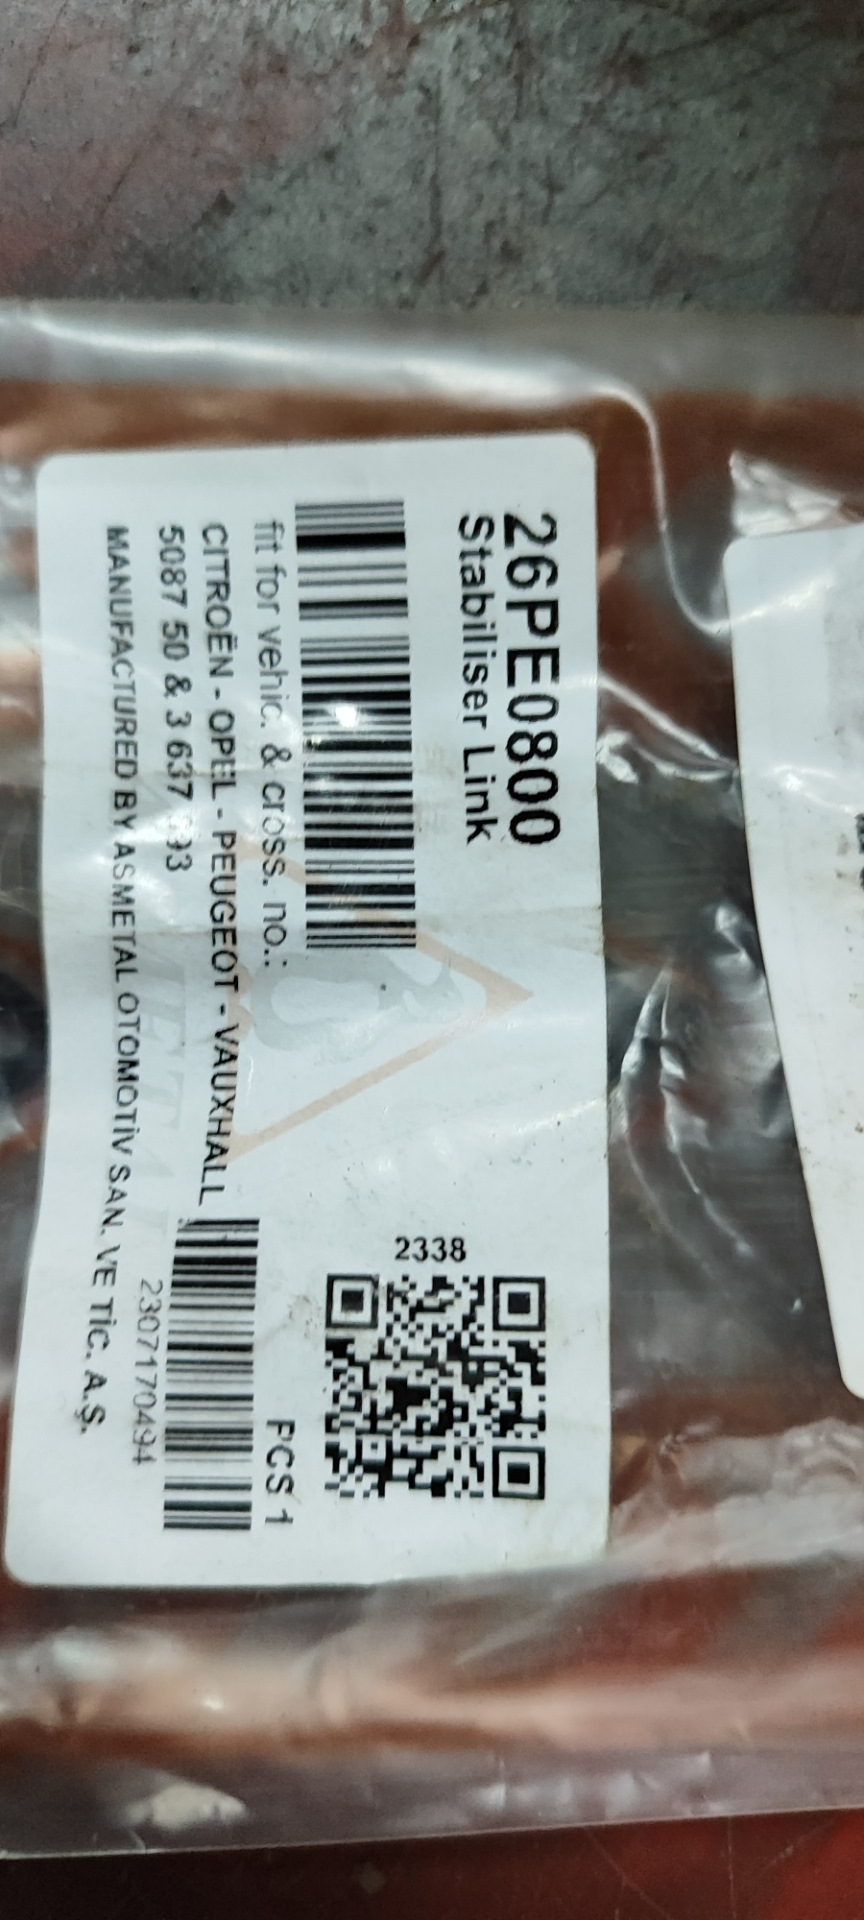 26PE0800
Stabiliser Link
2338
fit for vehic. & cross. no.:
PCS 1
CITROËN - OPEL - PEUGEOT - VAUXHALL
5087 50 & 3 637
2307170494
MANUFACTURED BY ASMETAL OTOMOTİV SAN. VE TİC. A.Ş.